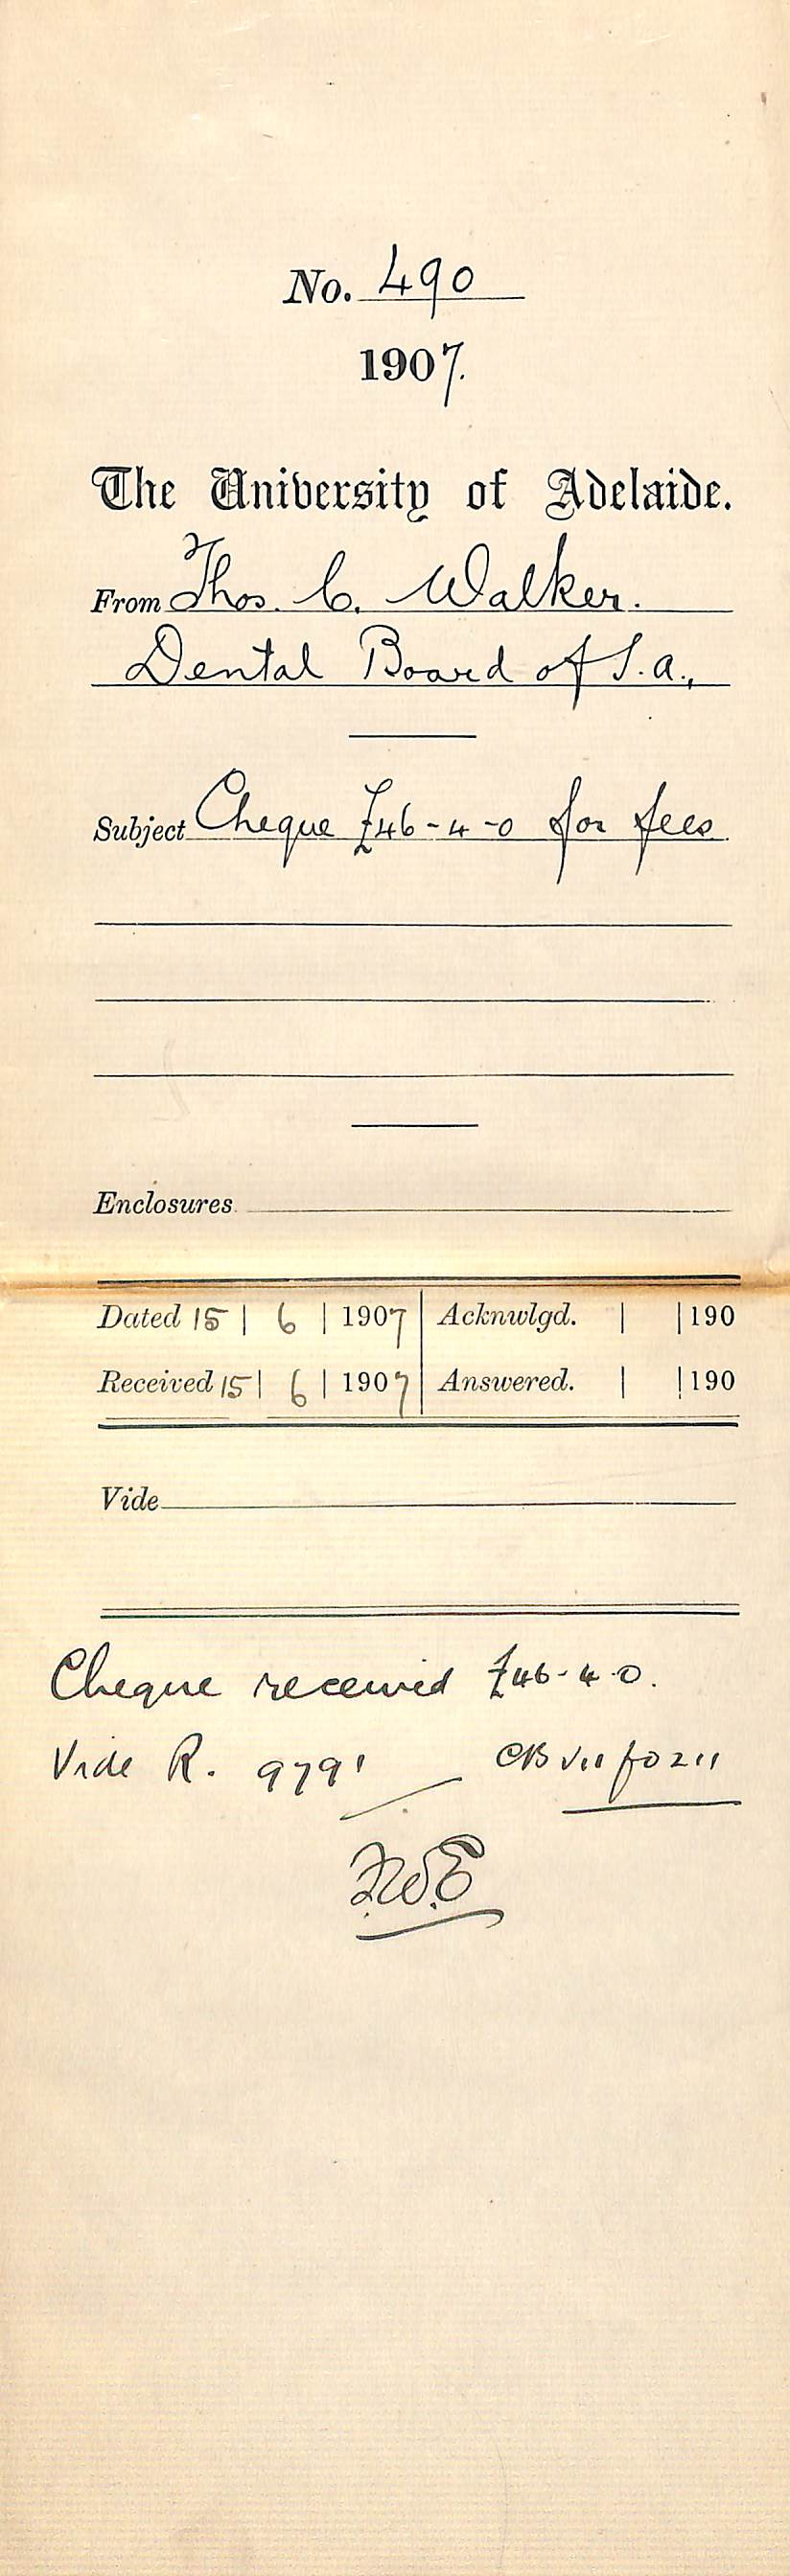 No. 490
1907.
The University of Adelaide.
From Thos. C. Walker.
Dental Board of S.A.,
Subject Cheque £46-4-0 for fees
Enclosures
Dated 15 | 6 | 1907 | Acknwlgd. | | 190
Received 15 | 6 | 1907 | Answered. | | 190
Vide
Cheque received £46-4-0.
Vide R. 9791 CB VII fo 211